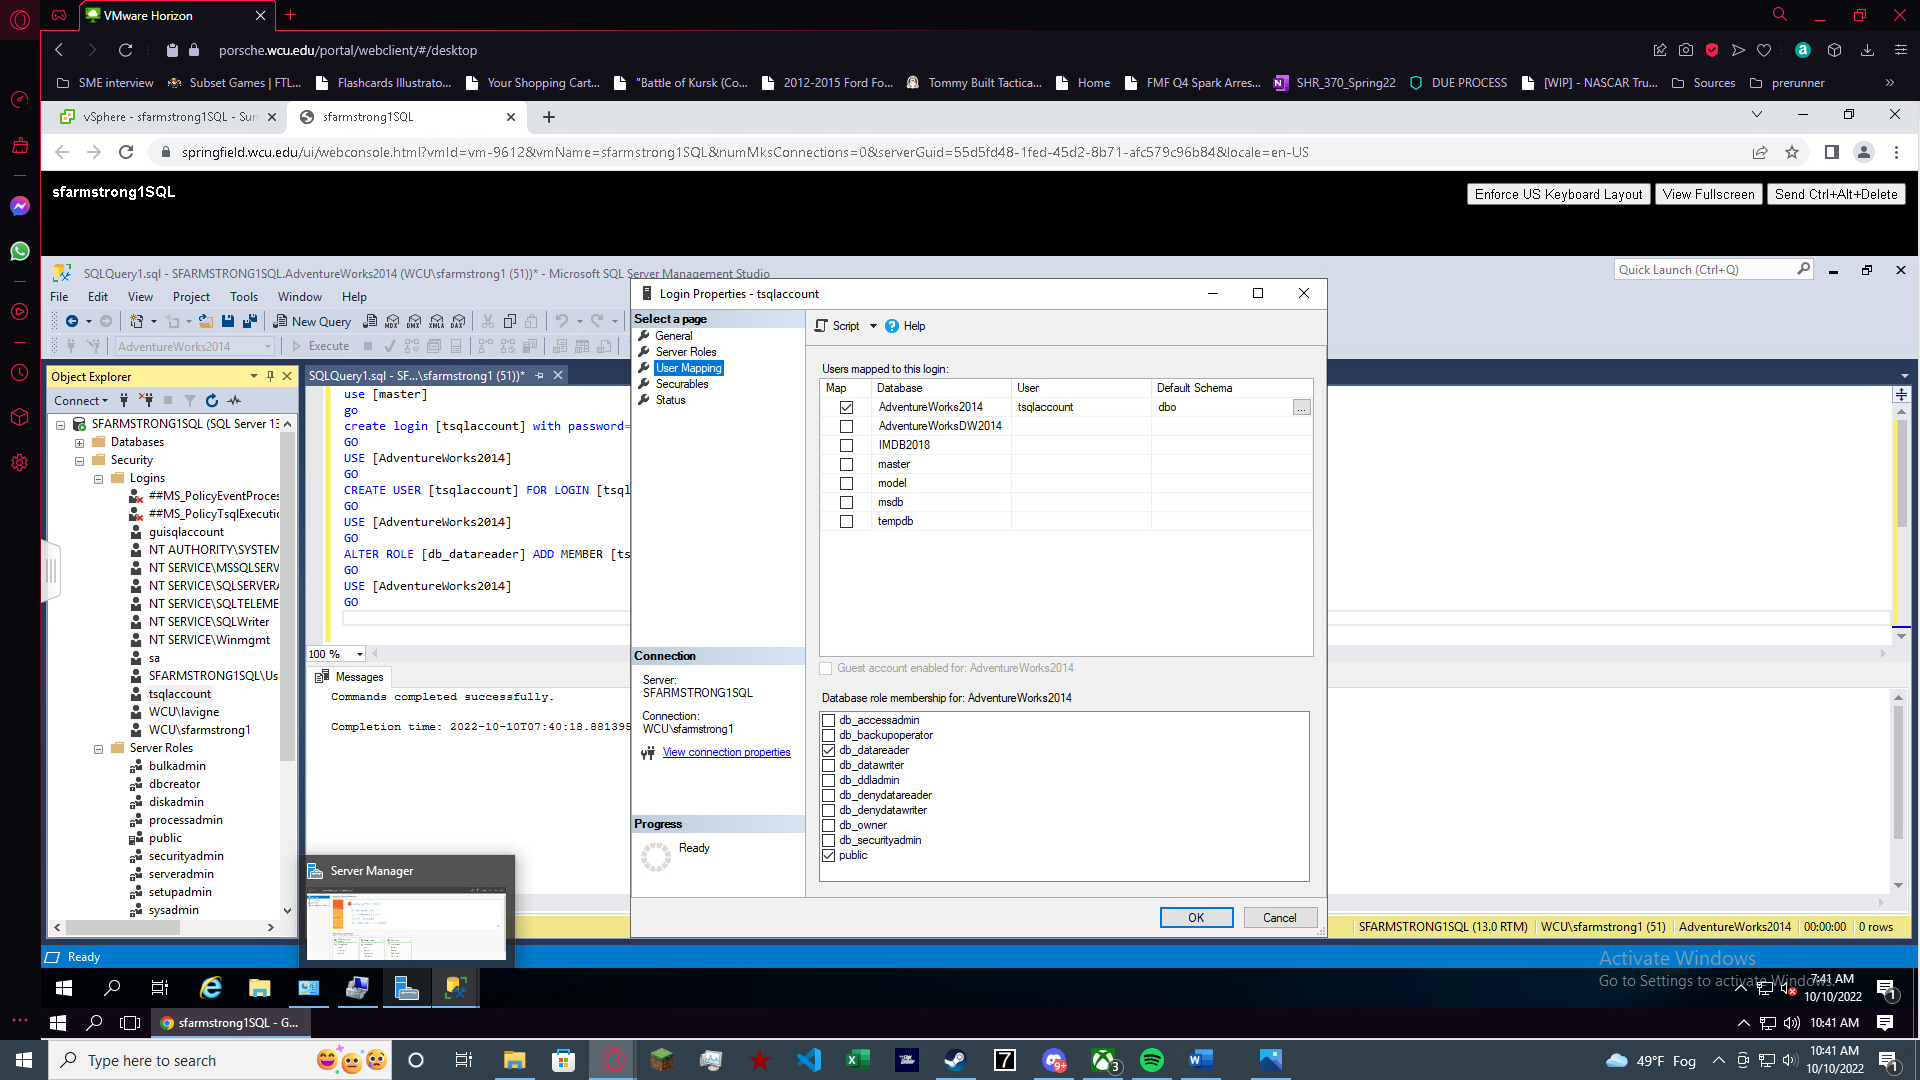 VMware Horizon
porsche.wcu.edu/portal/webclient/#/desktop
SME interview
Subset Games | FTL...
Flashcards Illustrato...
Your Shopping Cart...
"Battle of Kursk (Co...
2012-2015 Ford Fo...
Tommy Built Tactica...
Home
FMF Q4 Spark Arres...
SHR_370_Spring22
DUE PROCESS
[WIP] - NASCAR Tru...
Sources
prerunner
vSphere - sfarmstrong1SQL - Sum
sfarmstrong1SQL
springfield.wcu.edu/ui/webconsole.html?vmId=vm-9612&vmName=sfarmstrong1SQL&numMksConnections=0&serverGuid=55d5fd48-1fed-45d2-8b71-afc579c96b84&locale=en-US
sfarmstrong1SQL
Enforce US Keyboard Layout
View Fullscreen
Send Ctrl+Alt+Delete
SQLQuery1.sql - SFARMSTRONG1SQL.AdventureWorks2014 (WCU\sfarmstrong1 (51))* - Microsoft SQL Server Management Studio
Quick Launch (Ctrl+Q)
File Edit View Project Tools Window Help
New Query
AdventureWorks2014
Execute
Object Explorer
Connect
SFARMSTRONG1SQL (SQL Server 13
Databases
Security
Logins
##MS_PolicyEventProces
##MS_PolicyTsqlExecutio
guisqlaccount
NT AUTHORITY\SYSTEM
NT SERVICE\MSSQLSERV
NT SERVICE\SQLSERVERA
NT SERVICE\SQLTELEME
NT SERVICE\SQLWriter
NT SERVICE\Winmgmt
sa
SFARMSTRONG1SQL\Use
tsqlaccount
WCU\lavigne
WCU\sfarmstrong1
Server Roles
bulkadmin
dbcreator
diskadmin
processadmin
public
securityadmin
serveradmin
setupadmin
sysadmin
SQLQuery1.sql - SF...\sfarmstrong1 (51))*
use [master]
go
create login [tsqlaccount] with password=
GO
USE [AdventureWorks2014]
GO
CREATE USER [tsqlaccount] FOR LOGIN [tsql
GO
USE [AdventureWorks2014]
GO
ALTER ROLE [db_datareader] ADD MEMBER [ts
GO
USE [AdventureWorks2014]
GO
100 %
Messages
Commands completed successfully.
Completion time: 2022-10-10T07:40:18.881395
Login Properties - tsqlaccount
Select a page
General
Server Roles
User Mapping
Securables
Status
Connection
Server:
SFARMSTRONG1SQL
Connection:
WCU\sfarmstrong1
View connection properties
Progress
Ready
Script
Help
Users mapped to this login:
Map Database User Default Schema
AdventureWorks2014 tsqlaccount dbo ...
AdventureWorksDW2014
IMDB2018
master
model
msdb
tempdb
Guest account enabled for: AdventureWorks2014
Database role membership for: AdventureWorks2014
db_accessadmin
db_backupoperator
db_datareader
db_datawriter
db_ddladmin
db_denydatareader
db_denydatawriter
db_owner
db_securityadmin
public
OK
Cancel
Server Manager
SFARMSTRONG1SQL (13.0 RTM)
WCU\sfarmstrong1 (51)
AdventureWorks2014
00:00:00
0 rows
Ready
Activate Windows
Go to Settings to activate Windows.
7:41 AM
10/10/2022
1
sfarmstrong1SQL - G...
10:41 AM
Type here to search
7
9+
3
49°F Fog
10:41 AM
10/10/2022
1